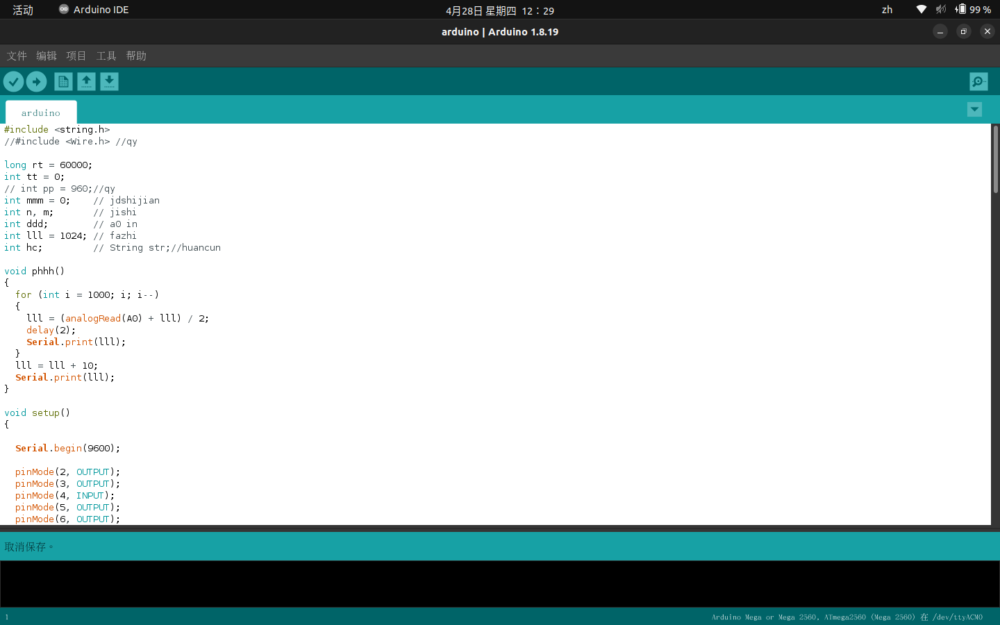 活动 Arduino IDE 4月28日 星期四 12：29 zh 99 %
arduino | Arduino 1.8.19
文件 编辑 项目 工具 帮助
arduino
#include <string.h>
//#include <Wire.h> //qy
long rt = 60000;
int tt = 0;
// int pp = 960;//qy
int mmm = 0;    // jdshijian
int n, m;       // jishi
int ddd;        // a0 in
int lll = 1024; // fazhi
int hc;         // String str;//huancun
void phhh()
{
  for (int i = 1000; i; i--)
  {
    lll = (analogRead(A0) + lll) / 2;
    delay(2);
    Serial.print(lll);
  }
  lll = lll + 10;
  Serial.print(lll);
}
void setup()
{
  Serial.begin(9600);
  pinMode(2, OUTPUT);
  pinMode(3, OUTPUT);
  pinMode(4, INPUT);
  pinMode(5, OUTPUT);
  pinMode(6, OUTPUT);
取消保存。
1 Arduino Mega or Mega 2560, ATmega2560 (Mega 2560) 在 /dev/ttyACM0